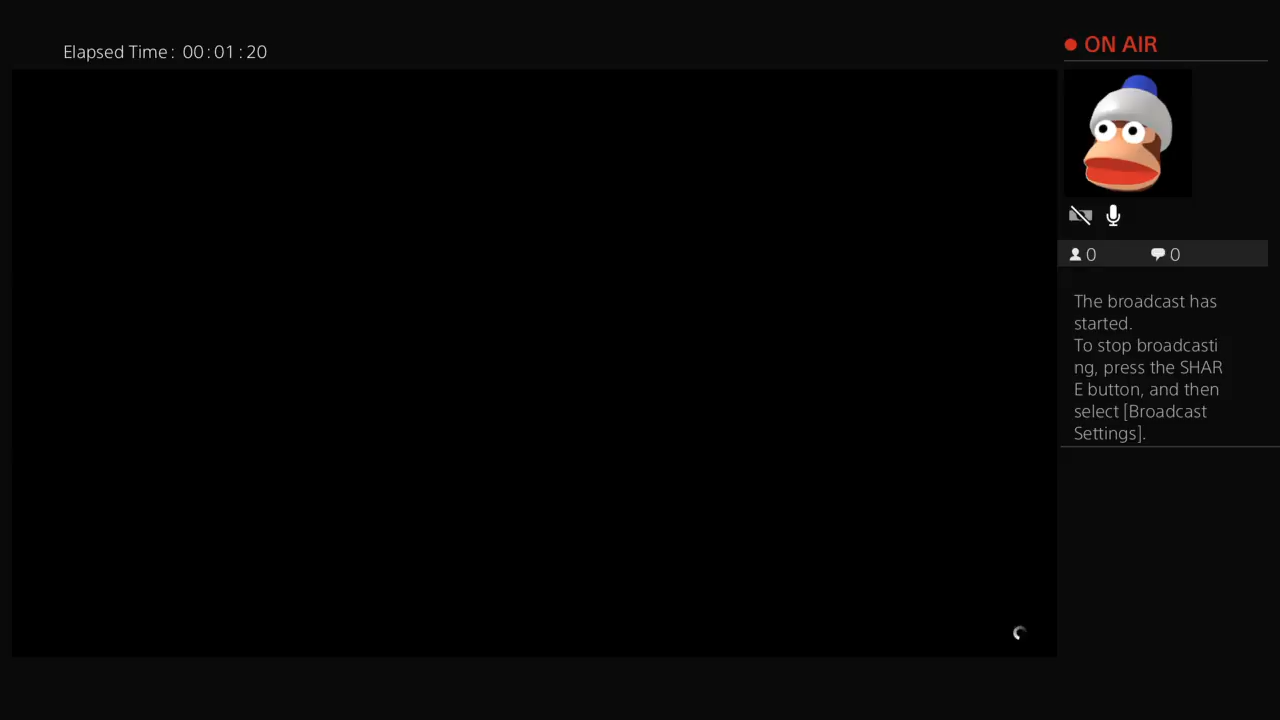 Elapsed Time: 00:01:20
ON AIR
0 0
The broadcast has
started.
To stop broadcasti
ng, press the SHAR
E button, and then
select [Broadcast
Settings].